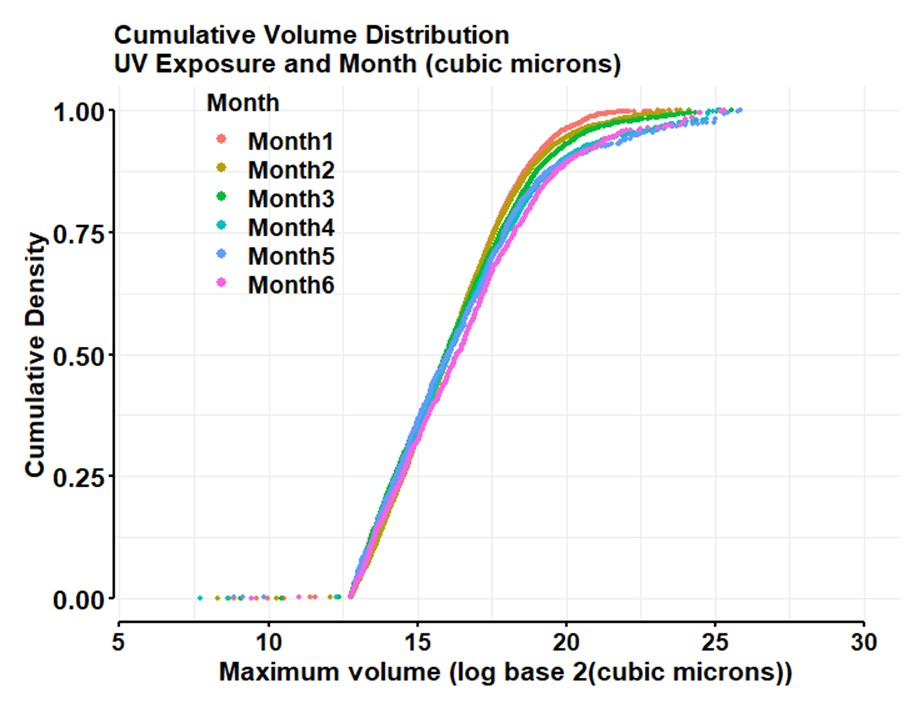 Cumulative Volume Distribution
UV Exposure and Month (cubic microns)
Month
Month1
Month2
Month3
Month4
Month5
Month6
Cumulative Density
1.00
0.75
0.50
0.25
0.00
5 10 15 20 25 30
Maximum volume (log base 2(cubic microns))